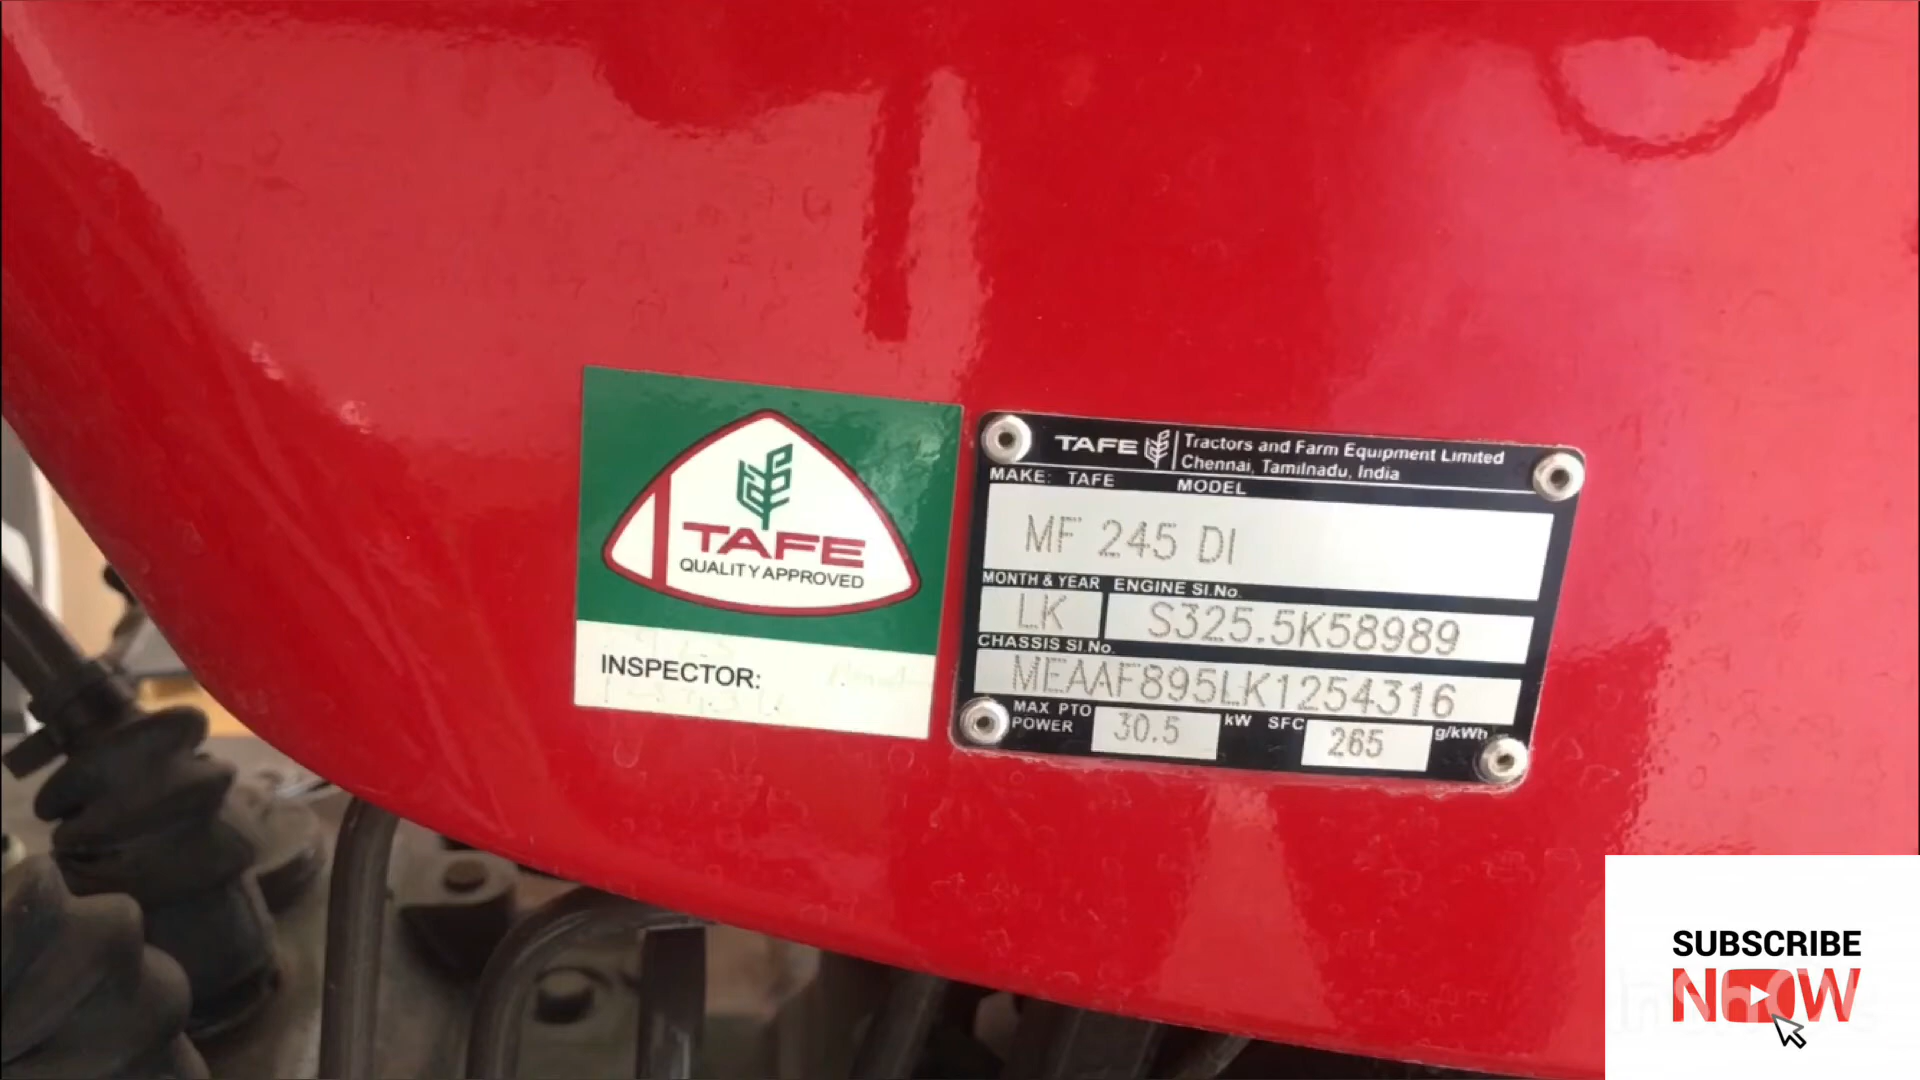 TAFE
QUALITY APPROVED
INSPECTOR:
TAFE Tractors and Farm Equipment Limited
Chennai, Tamilnadu, India
MAKE: TAFE MODEL
MF 245 DI
MONTH & YEAR ENGINE Sl.No.
LK S325.5K58989
CHASSIS Sl.No.
MEAAF895LK1254316
MAX PTO POWER 30.5 kW SFC 265 g/kWh
SUBSCRIBE
NOW